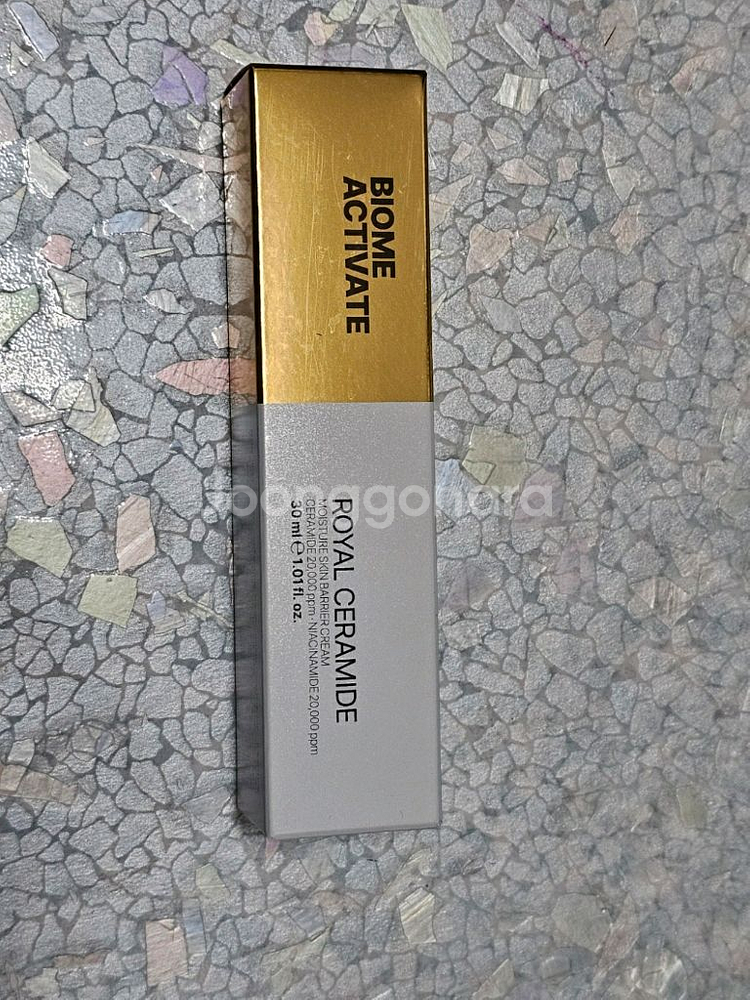 BIOME
ACTIVATE
ROYAL CERAMIDE
MOISTURE SKIN BARRIER CREAM
CERAMIDE 20,000 ppm · NIACINAMIDE 20,000 ppm
30 ml ℮ 1.01 fl. oz.
joonggonara